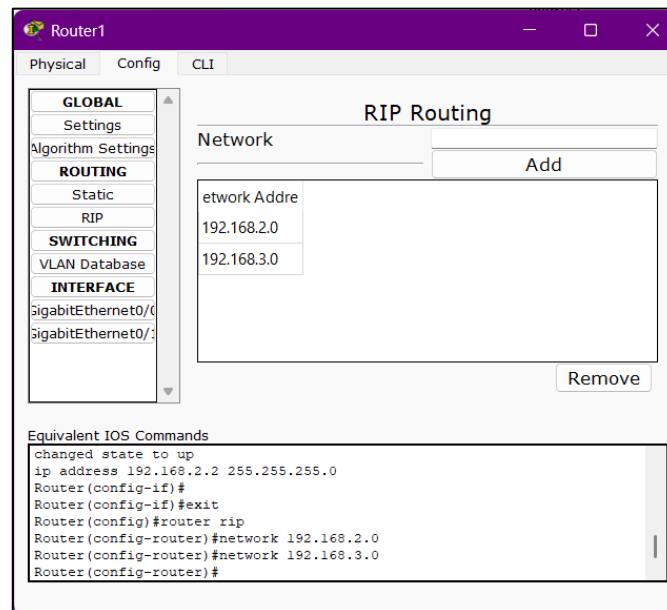 Router1
Physical Config CLI
GLOBAL
Settings
Algorithm Settings
ROUTING
Static
RIP
SWITCHING
VLAN Database
INTERFACE
GigabitEthernet0/0
GigabitEthernet0/1
RIP Routing
Network
Add
etwork Addre
192.168.2.0
192.168.3.0
Remove
Equivalent IOS Commands
changed state to up
ip address 192.168.2.2 255.255.255.0
Router(config-if)#
Router(config-if)#exit
Router(config)#router rip
Router(config-router)#network 192.168.2.0
Router(config-router)#network 192.168.3.0
Router(config-router)#